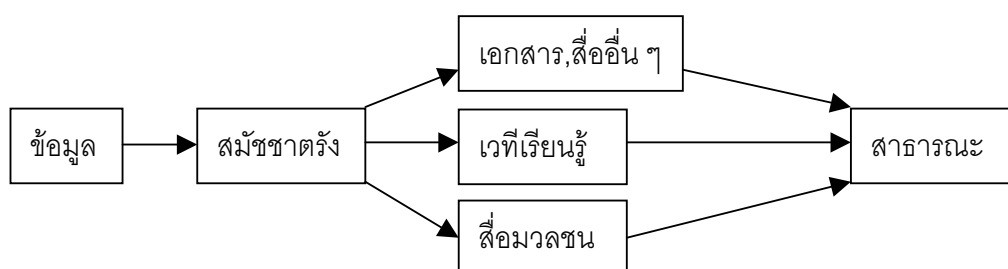 ข้อมูล
สมัชชาตรัง
เอกสาร,สื่ออื่น ๆ
เวทีเรียนรู้
สื่อมวลชน
สาธารณะ